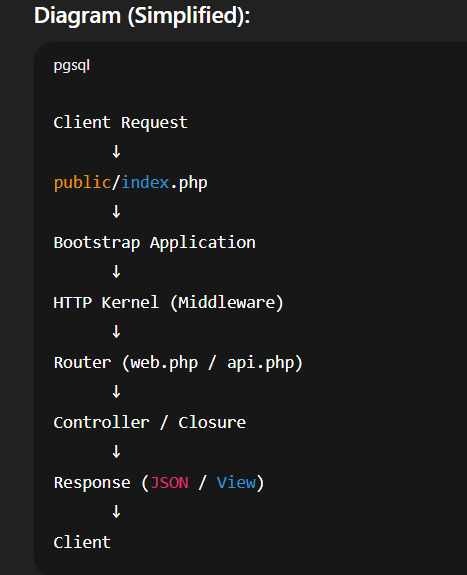 Diagram (Simplified):
pgsql
Client Request
↓
public/index.php
↓
Bootstrap Application
↓
HTTP Kernel (Middleware)
↓
Router (web.php / api.php)
↓
Controller / Closure
↓
Response (JSON / View)
↓
Client